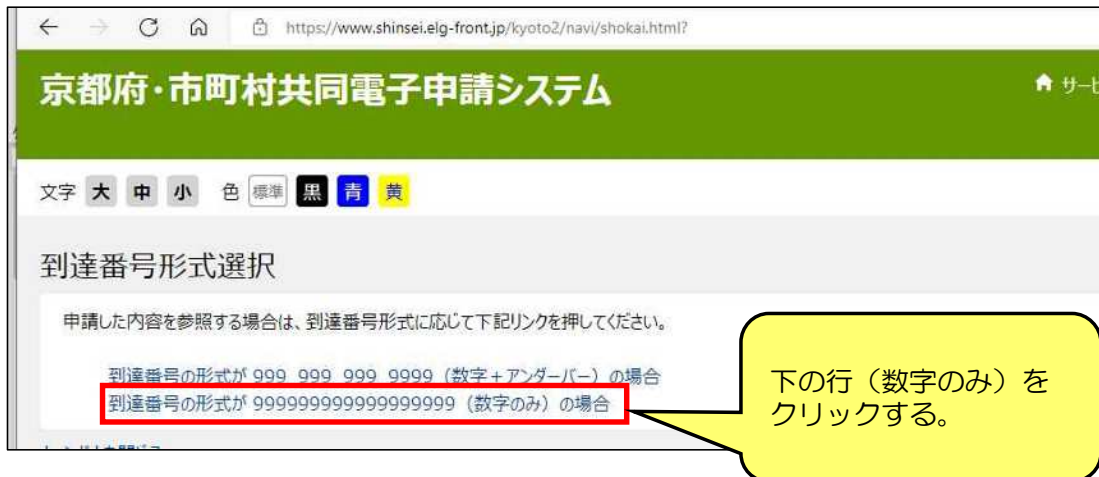 https://www.shinsei.elg-front.jp/kyoto2/navi/shokai.html?
京都府・市町村共同電子申請システム
サービ
文字 大 中 小 色 標準 黒 青 黄
到達番号形式選択
申請した内容を参照する場合は、到達番号形式に応じて下記リンクを押してください。
到達番号の形式が 999_999_999_9999（数字＋アンダーバー）の場合
到達番号の形式が 999999999999999999（数字のみ）の場合
下の行（数字のみ）を
クリックする。